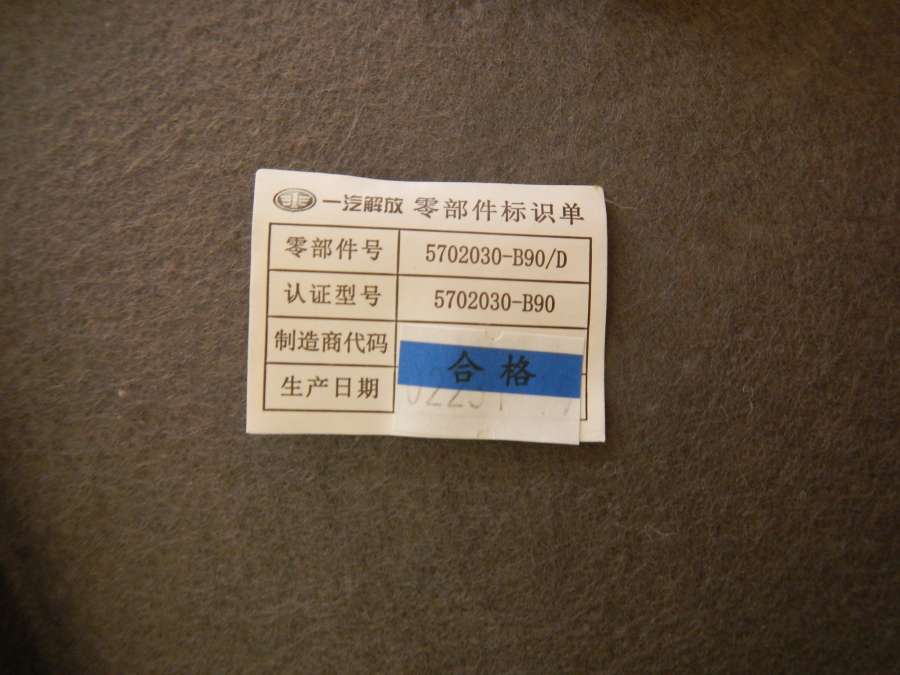 一汽解放 零部件标识单
零部件号 5702030-B90/D
认证型号 5702030-B90
制造商代码
合格
生产日期